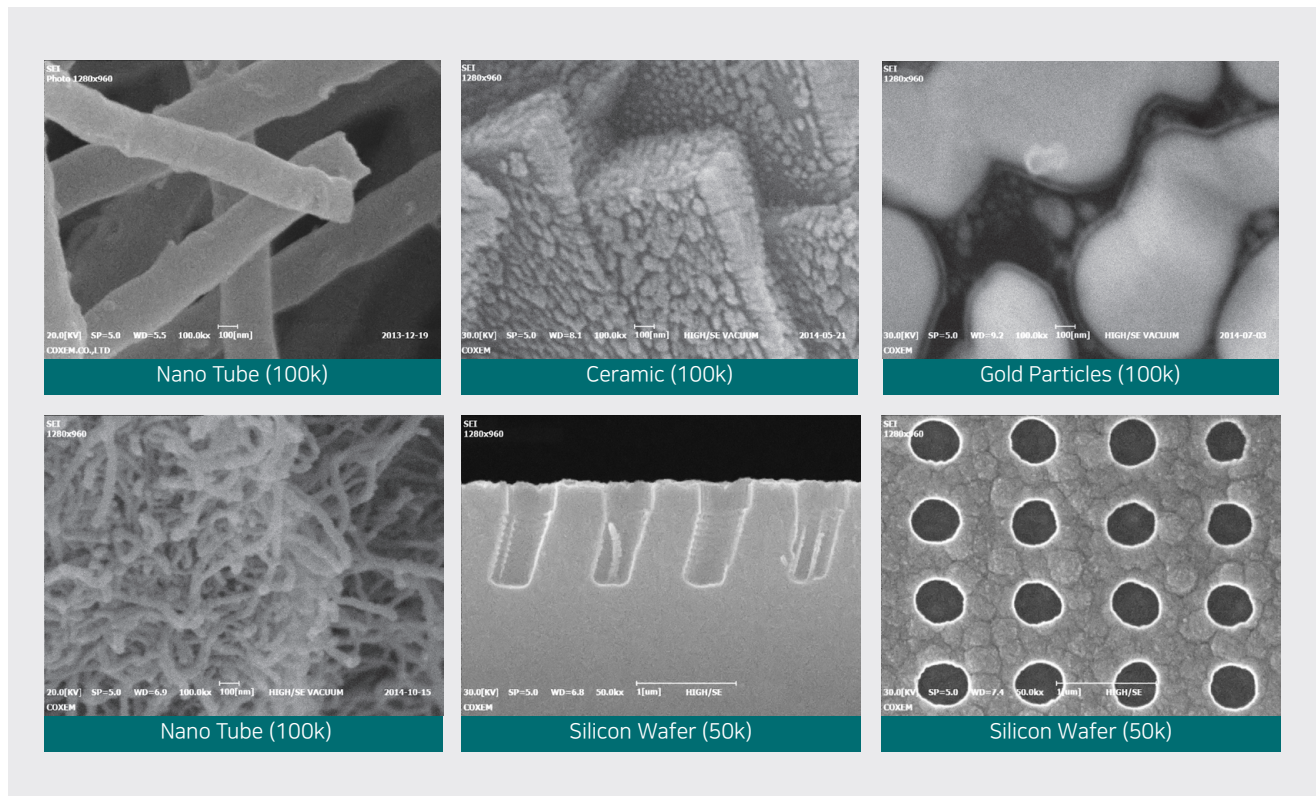 SEI
Photo 1280x960
20.0[KV] SP=5.0 WD=5.5 100.0kx 100[nm] 2013-12-19
COXEM.CO.,LTD
Nano Tube (100k)
SEI
1280x960
30.0[KV] SP=5.0 WD=8.1 100.0kx 100[nm] HIGH/SE VACUUM 2014-05-21
COXEM
Ceramic (100k)
SEI
1280x960
30.0[KV] SP=5.0 WD=9.2 100.0kx 100[nm] HIGH/SE VACUUM 2014-07-03
COXEM
Gold Particles (100k)
SEI
1280x960
20.0[KV] SP=5.0 WD=6.9 100.0kx 100[nm] HIGH/SE VACUUM 2014-10-15
COXEM
Nano Tube (100k)
SEI
1280x960
30.0[KV] SP=5.0 WD=6.8 50.0kx 1[um] HIGH/SE
COXEM
Silicon Wafer (50k)
SEI
1280x960
30.0[KV] SP=5.0 WD=7.4 50.0kx 1[um] HIGH/SE
COXEM
Silicon Wafer (50k)